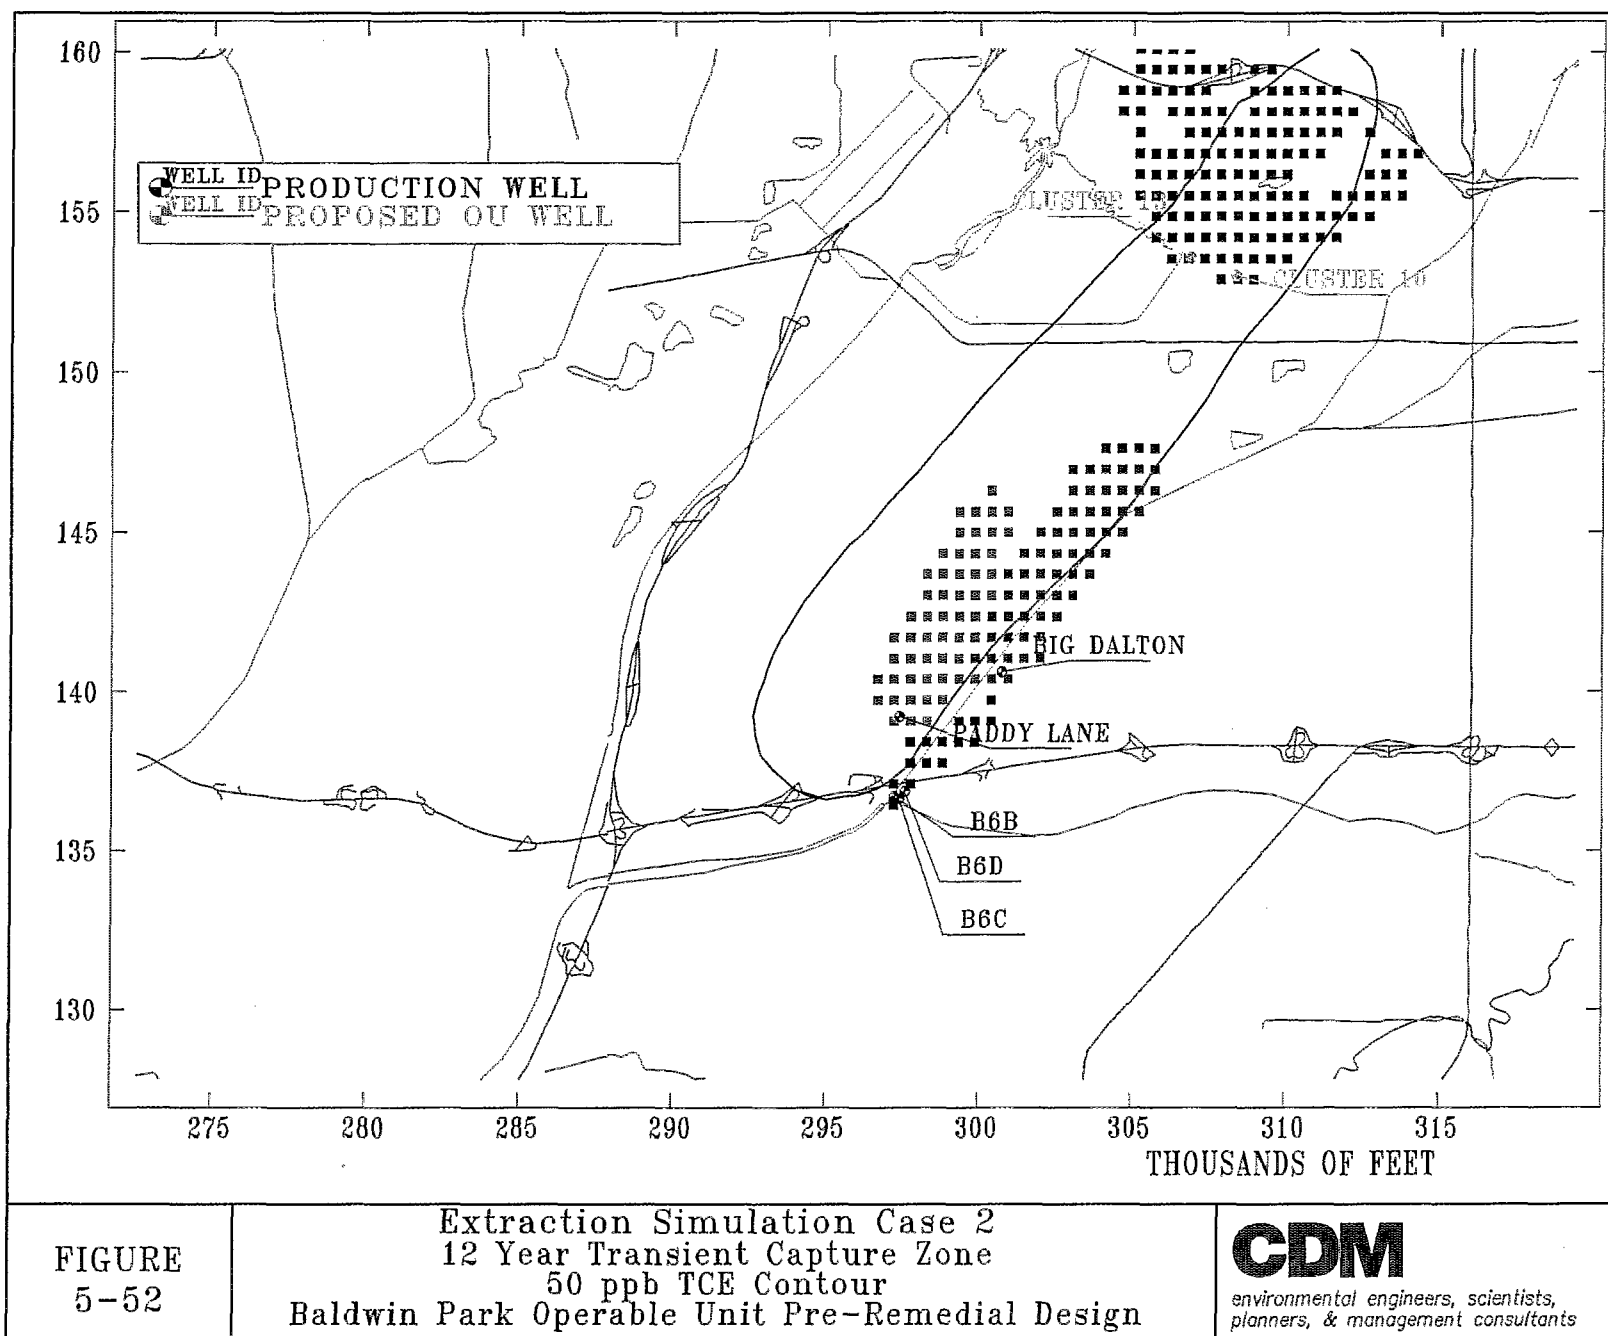 160
155
150
145
140
135
130
WELL ID
PRODUCTION WELL
WELL ID
PROPOSED OU WELL
CLUSTER
CLUSTER 10
BIG DALTON
PADDY LANE
B6B
B6D
B6C
275
280
285
290
295
300
305
310
315
THOUSANDS OF FEET
FIGURE
5-52
Extraction Simulation Case 2
12 Year Transient Capture Zone
50 ppb TCE Contour
Baldwin Park Operable Unit Pre-Remedial Design
CDM
environmental engineers, scientists,
planners, & management consultants